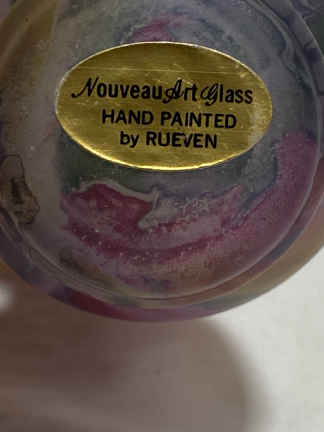 Nouveau Art Glass
HAND PAINTED
by RUEVEN